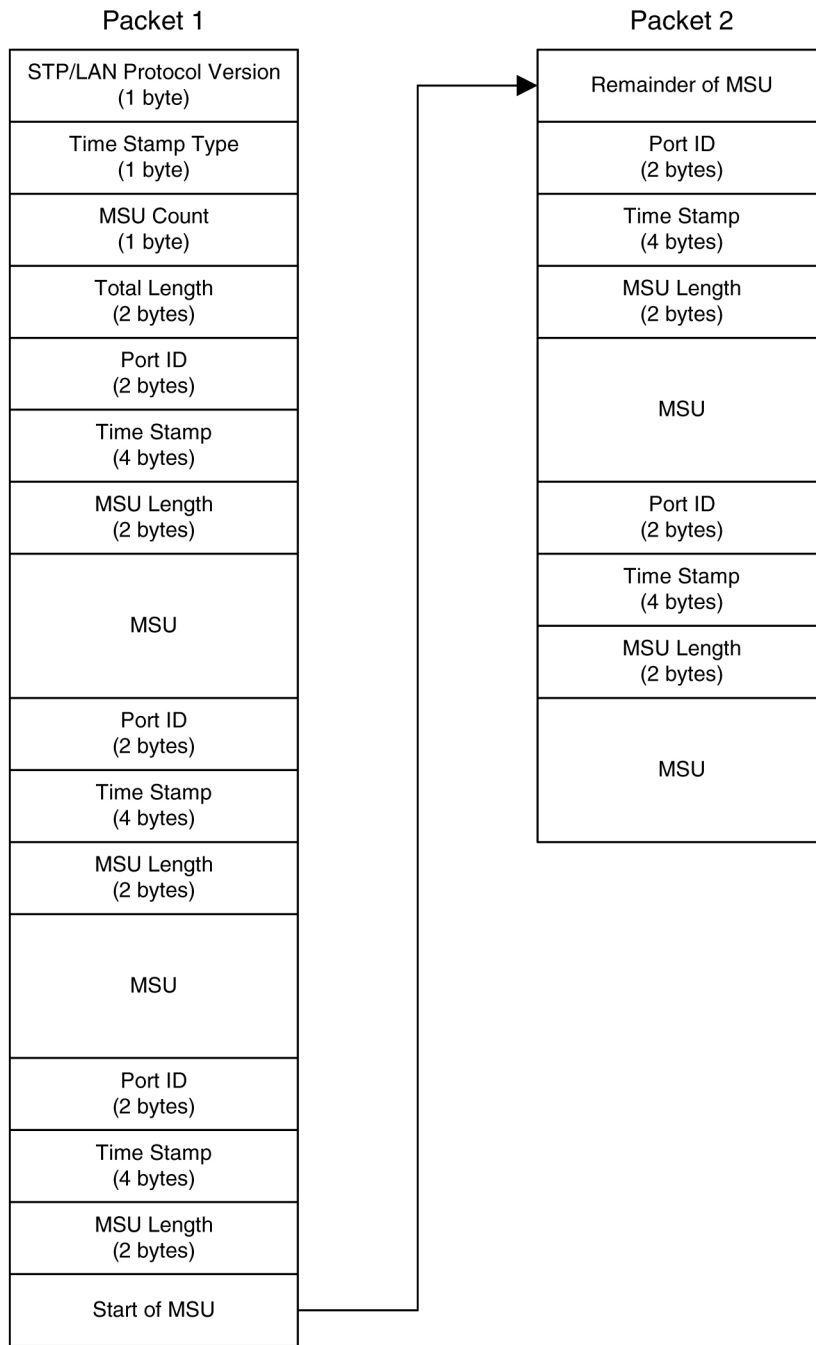 Packet 1
STP/LAN Protocol Version
(1 byte)
Time Stamp Type
(1 byte)
MSU Count
(1 byte)
Total Length
(2 bytes)
Port ID
(2 bytes)
Time Stamp
(4 bytes)
MSU Length
(2 bytes)
MSU
Port ID
(2 bytes)
Time Stamp
(4 bytes)
MSU Length
(2 bytes)
MSU
Port ID
(2 bytes)
Time Stamp
(4 bytes)
MSU Length
(2 bytes)
Start of MSU
Packet 2
Remainder of MSU
Port ID
(2 bytes)
Time Stamp
(4 bytes)
MSU Length
(2 bytes)
MSU
Port ID
(2 bytes)
Time Stamp
(4 bytes)
MSU Length
(2 bytes)
MSU